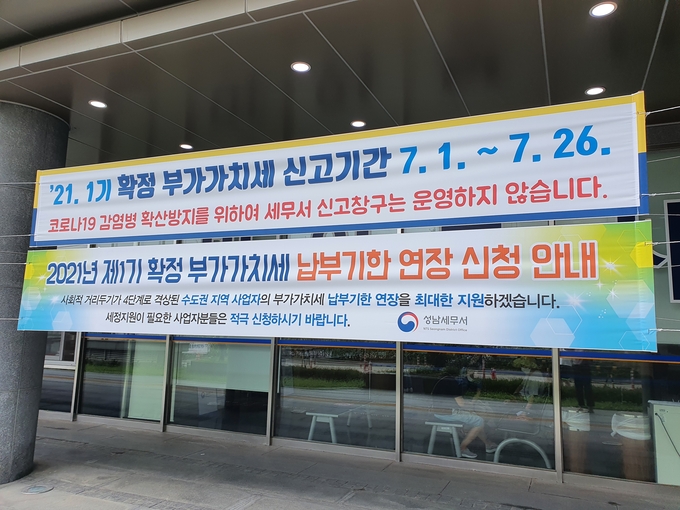 '21. 1기 확정 부가가치세 신고기간 7. 1. ~ 7. 26.
코로나19 감염병 확산방지를 위하여 세무서 신고창구는 운영하지 않습니다.
2021년 제1기 확정 부가가치세 납부기한 연장 신청 안내
사회적 거리두기가 4단계로 격상된 수도권 지역 사업자의 부가가치세 납부기한 연장을 최대한 지원하겠습니다.
세정지원이 필요한 사업자분들은 적극 신청하시기 바랍니다.
성남세무서